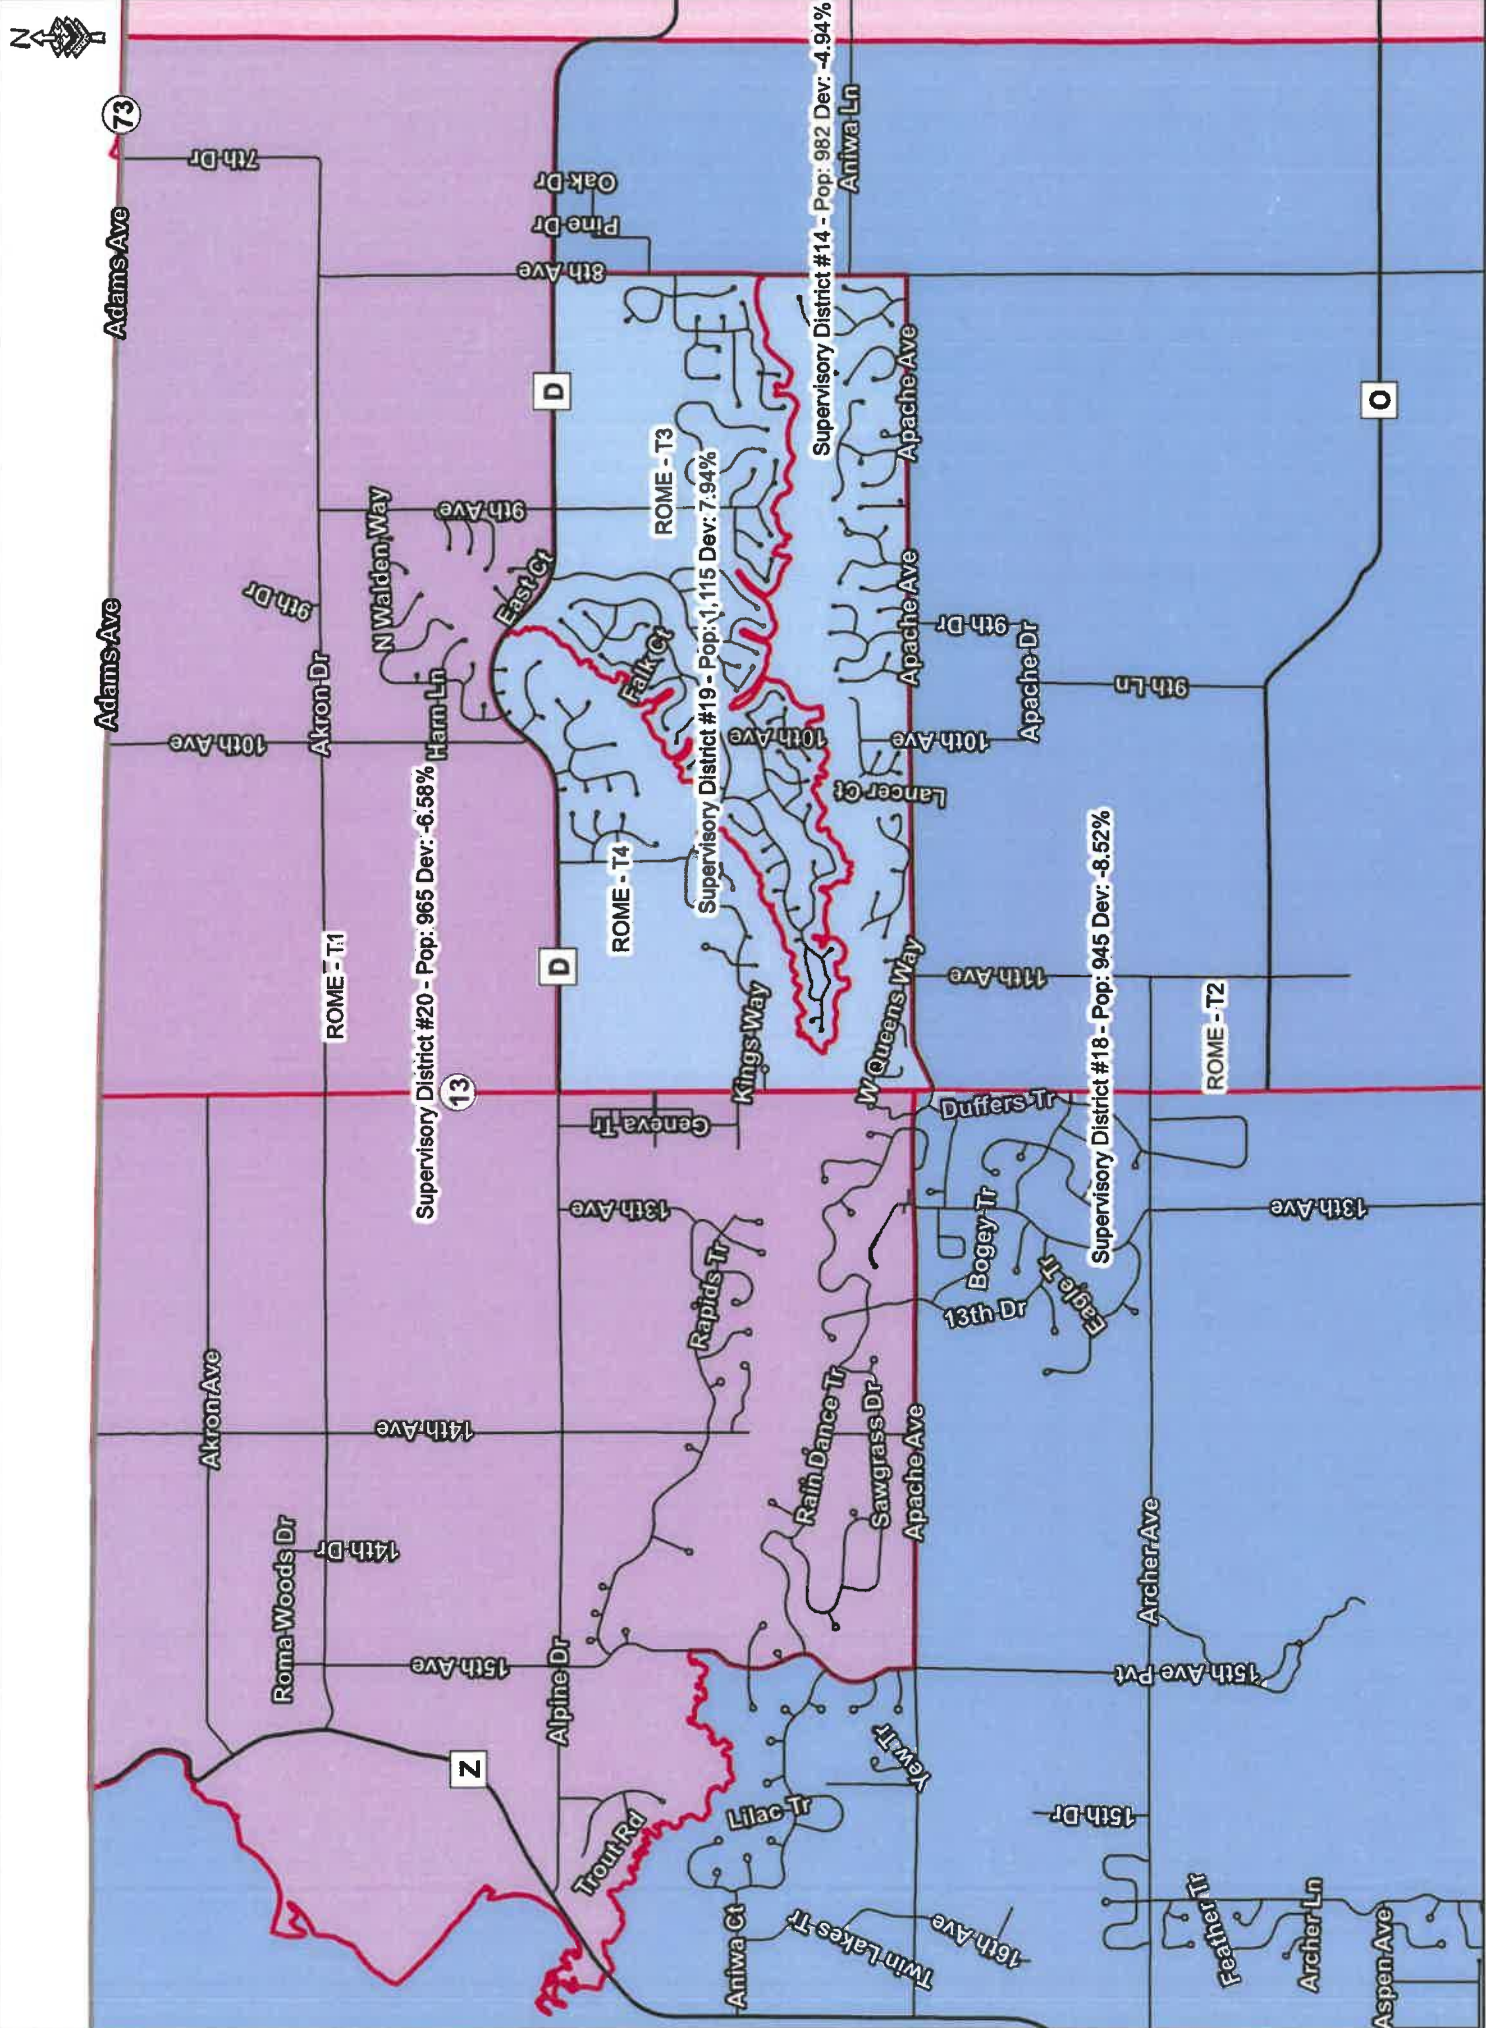 N
73
Adams Ave
7th Dr
Oak Dr
Pine Dr
8th Ave
Aniwa Ln
Supervisory District #14 - Pop: 982 Dev: -4.94%
D
ROME - T3
Apache Ave
O
Adams Ave
9th Dr
N Walden Way
9th Ave
East Ct
Akron Dr
10th Ave
Harn Ln
Falk Ct
Supervisory District #19 - Pop: 1,115 Dev: 7.94%
10th Ave
Apache Ave
9th Dr
Apache Dr
9th Ln
10th Ave
Lancer Ct
Supervisory District #20 - Pop: 965 Dev: -6.58%
ROME - T1
ROME - T4
D
Kings Way
W Queens Way
11th Ave
Supervisory District #18 - Pop: 945 Dev: -8.52%
ROME - T2
13
Geneva Tr
Duffers Tr
13th Ave
Rapids Tr
Bogey Tr
13th Dr
Eagle Tr
13th Ave
Akron Ave
14th Ave
Rain Dance Tr
Sawgrass Dr
Apache Ave
Roma Woods Dr
14th Dr
15th Ave
Alpine Dr
Archer Ave
15th Ave Pvt
Z
Trout Rd
Lilac Tr
Yew Tr
15th Dr
Aniwa Ct
Twin Lakes Tr
16th Ave
Feather Tr
Archer Ln
Aspen Ave